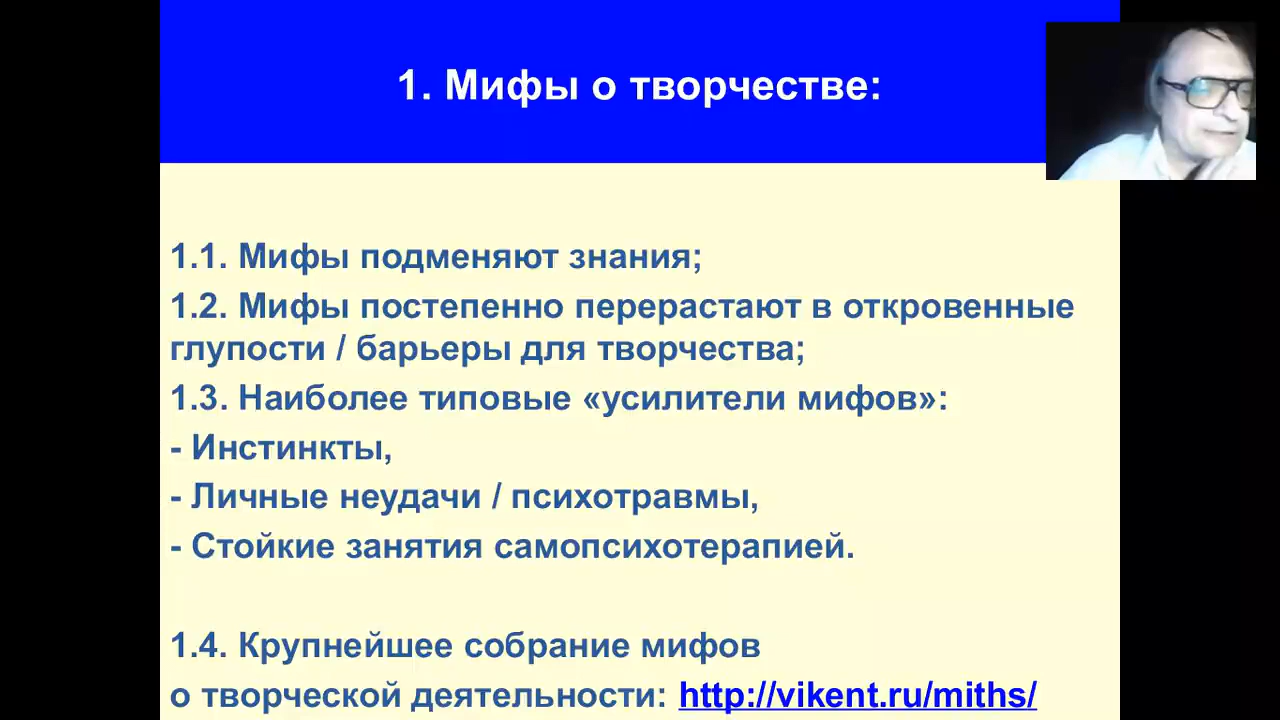 1. Мифы о творчестве:
1.1. Мифы подменяют знания;
1.2. Мифы постепенно перерастают в откровенные
глупости / барьеры для творчества;
1.3. Наиболее типовые «усилители мифов»:
- Инстинкты,
- Личные неудачи / психотравмы,
- Стойкие занятия самопсихотерапией.
1.4. Крупнейшее собрание мифов
о творческой деятельности: http://vikent.ru/miths/